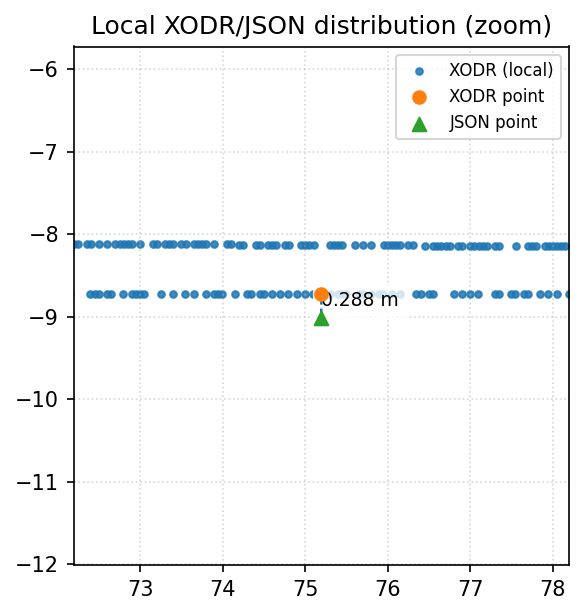 Local XODR/JSON distribution (zoom)
XODR (local)
XODR point
JSON point
−6
−7
−8
−9
−10
−11
−12
0.288 m
73 74 75 76 77 78